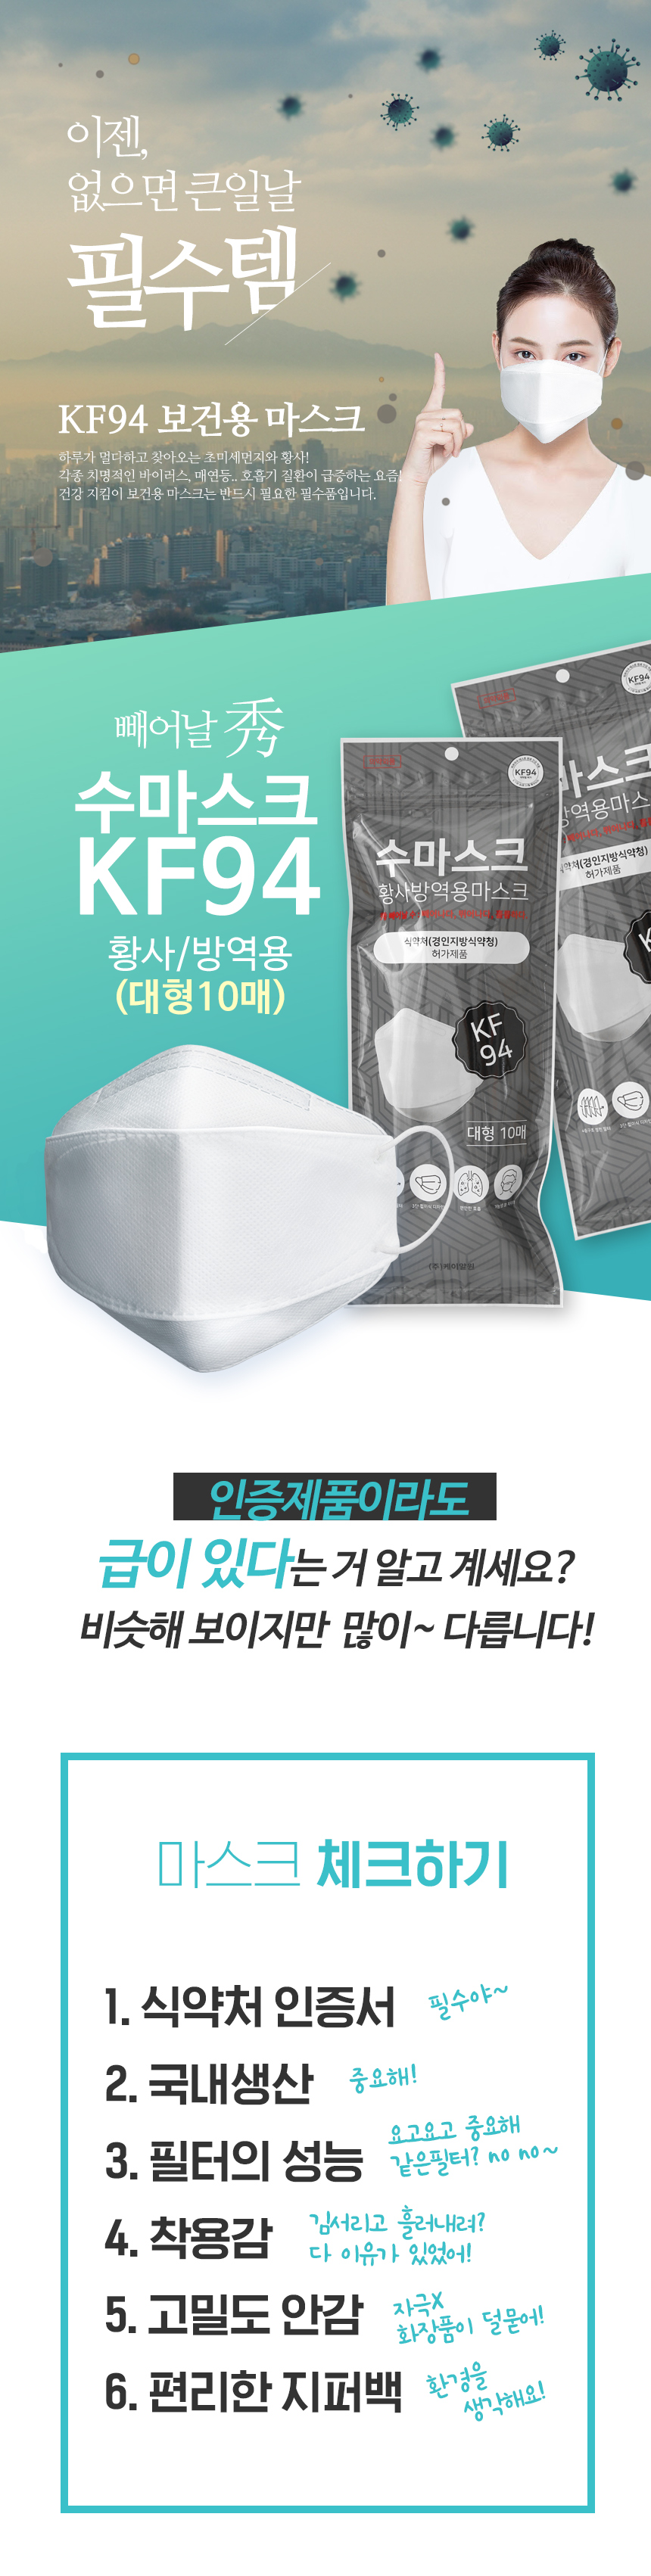 이젠,
없으면 큰일날
필수템
KF94 보건용 마스크
하루가 멀다하고 찾아오는 초미세먼지와 황사!
각종 치명적인 바이러스, 매연등.. 호흡기 질환이 급증하는 요즘!
건강 지킴이 보건용 마스크는 반드시 필요한 필수품입니다.
빼어날 秀
수마스크
KF94
황사/방역용
(대형10매)
KF94
수마스크
황사방역용마스크
식약처(경인지방식약청)
허가제품
KF
94
대형 10매
(주)케이알원
KF94
마스크
방역용마스
식약처(경인지방식약청)
허가제품
인증제품이라도
급이 있다는 거 알고 계세요?
비슷해 보이지만 많이~ 다릅니다!
마스크 체크하기
1. 식약처 인증서 필수야~
2. 국내생산 중요해!
3. 필터의 성능 요고요고 중요해
같은필터? no no~
4. 착용감 김서리고 흘러내려?
다 이유가 있었어!
5. 고밀도 안감 자극X
화장품이 덜묻어!
6. 편리한 지퍼백 환경을
생각해요!